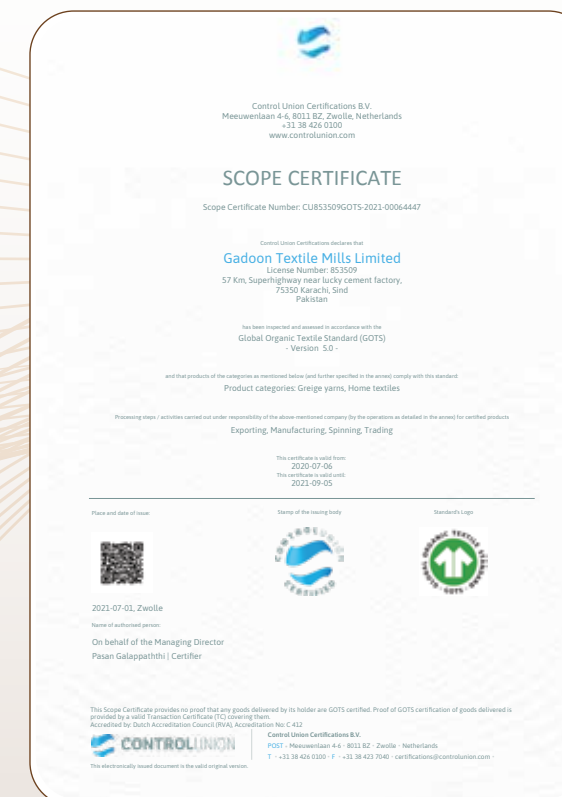 Control Union Certifications B.V.
Meeuwenlaan 4-6, 8011 BZ, Zwolle, Netherlands
+31 38 426 0100
www.controlunion.com
SCOPE CERTIFICATE
Scope Certificate Number: CU853509GOTS-2021-00064447
Control Union Certifications declares that
Gadoon Textile Mills Limited
License Number: 853509
57 Km, Superhighway near lucky cement factory,
75350 Karachi, Sind
Pakistan
has been inspected and assessed in accordance with the
Global Organic Textile Standard (GOTS)
- Version 5.0 -
and that products of the categories as mentioned below (and further specified in the annex) comply with this standard:
Product categories: Greige yarns, Home textiles
Processing steps / activities carried out under responsibility of the above mentioned company (by the operations as detailed in the annex) for certified products
Exporting, Manufacturing, Spinning, Trading
This certificate is valid from:
2020-07-06
This certificate is valid until:
2021-09-05
Place and date of issue:
Stamp of the issuing body
Standard's Logo
CONTROL UNION
CERTIFIED
GLOBAL ORGANIC TEXTILE STANDARD
· GOTS ·
2021-07-01, Zwolle
Name of authorised person:
On behalf of the Managing Director
Pasan Galappaththi | Certifier
This Scope Certificate provides no proof that any goods delivered by its holder are GOTS certified. Proof of GOTS certification of goods delivered is
provided by a valid Transaction Certificate (TC) covering them.
Accredited by: Dutch Accreditation Council (RVA), Accreditation No: C 412
CONTROLUNION
Control Union Certifications B.V.
POST - Meeuwenlaan 4-6 - 8011 BZ - Zwolle - Netherlands
T - +31 38 426 0100 - F - +31 38 423 7040 - certifications@controlunion.com -
This electronically issued document is the valid original version.